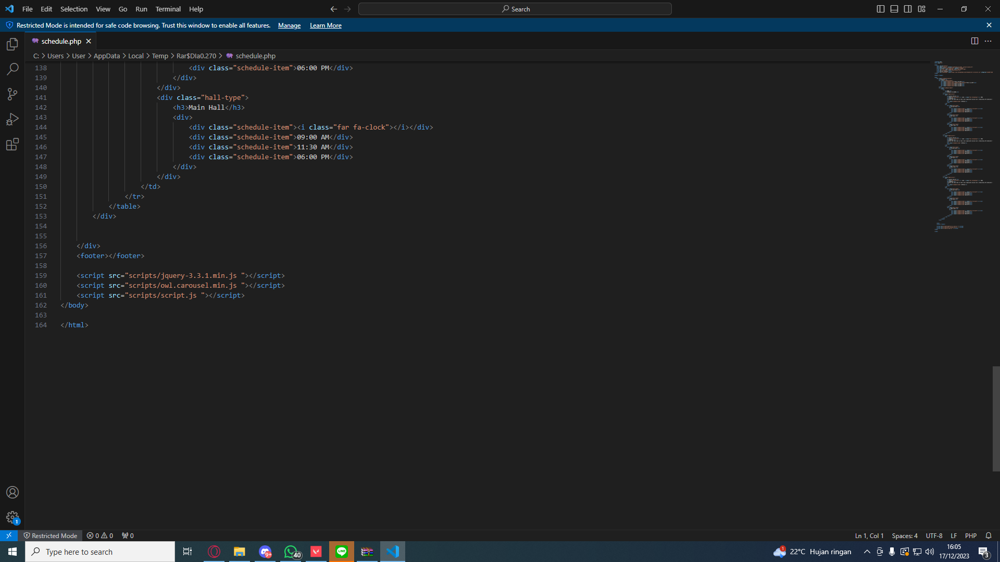 File Edit Selection View Go Run Terminal Help
Search
Restricted Mode is intended for safe code browsing. Trust this window to enable all features. Manage Learn More
schedule.php
C: > Users > User > AppData > Local > Temp > Rar$DIa0.270 > schedule.php
138 <div class="schedule-item">06:00 PM</div>
139 </div>
140 </div>
141 <div class="hall-type">
142 <h3>Main Hall</h3>
143 <div>
144 <div class="schedule-item"><i class="far fa-clock"></i></div>
145 <div class="schedule-item">09:00 AM</div>
146 <div class="schedule-item">11:30 AM</div>
147 <div class="schedule-item">06:00 PM</div>
148 </div>
149 </div>
150 </td>
151 </tr>
152 </table>
153 </div>
154
155
156 </div>
157 <footer></footer>
158
159 <script src="scripts/jquery-3.3.1.min.js "></script>
160 <script src="scripts/owl.carousel.min.js "></script>
161 <script src="scripts/script.js "></script>
162 </body>
163
164 </html>
1
Restricted Mode 0 0 0 Ln 1, Col 1 Spaces: 4 UTF-8 LF PHP
Type here to search 9+ 40 LINE 1 22°C Hujan ringan 16:05
17/12/2023 3